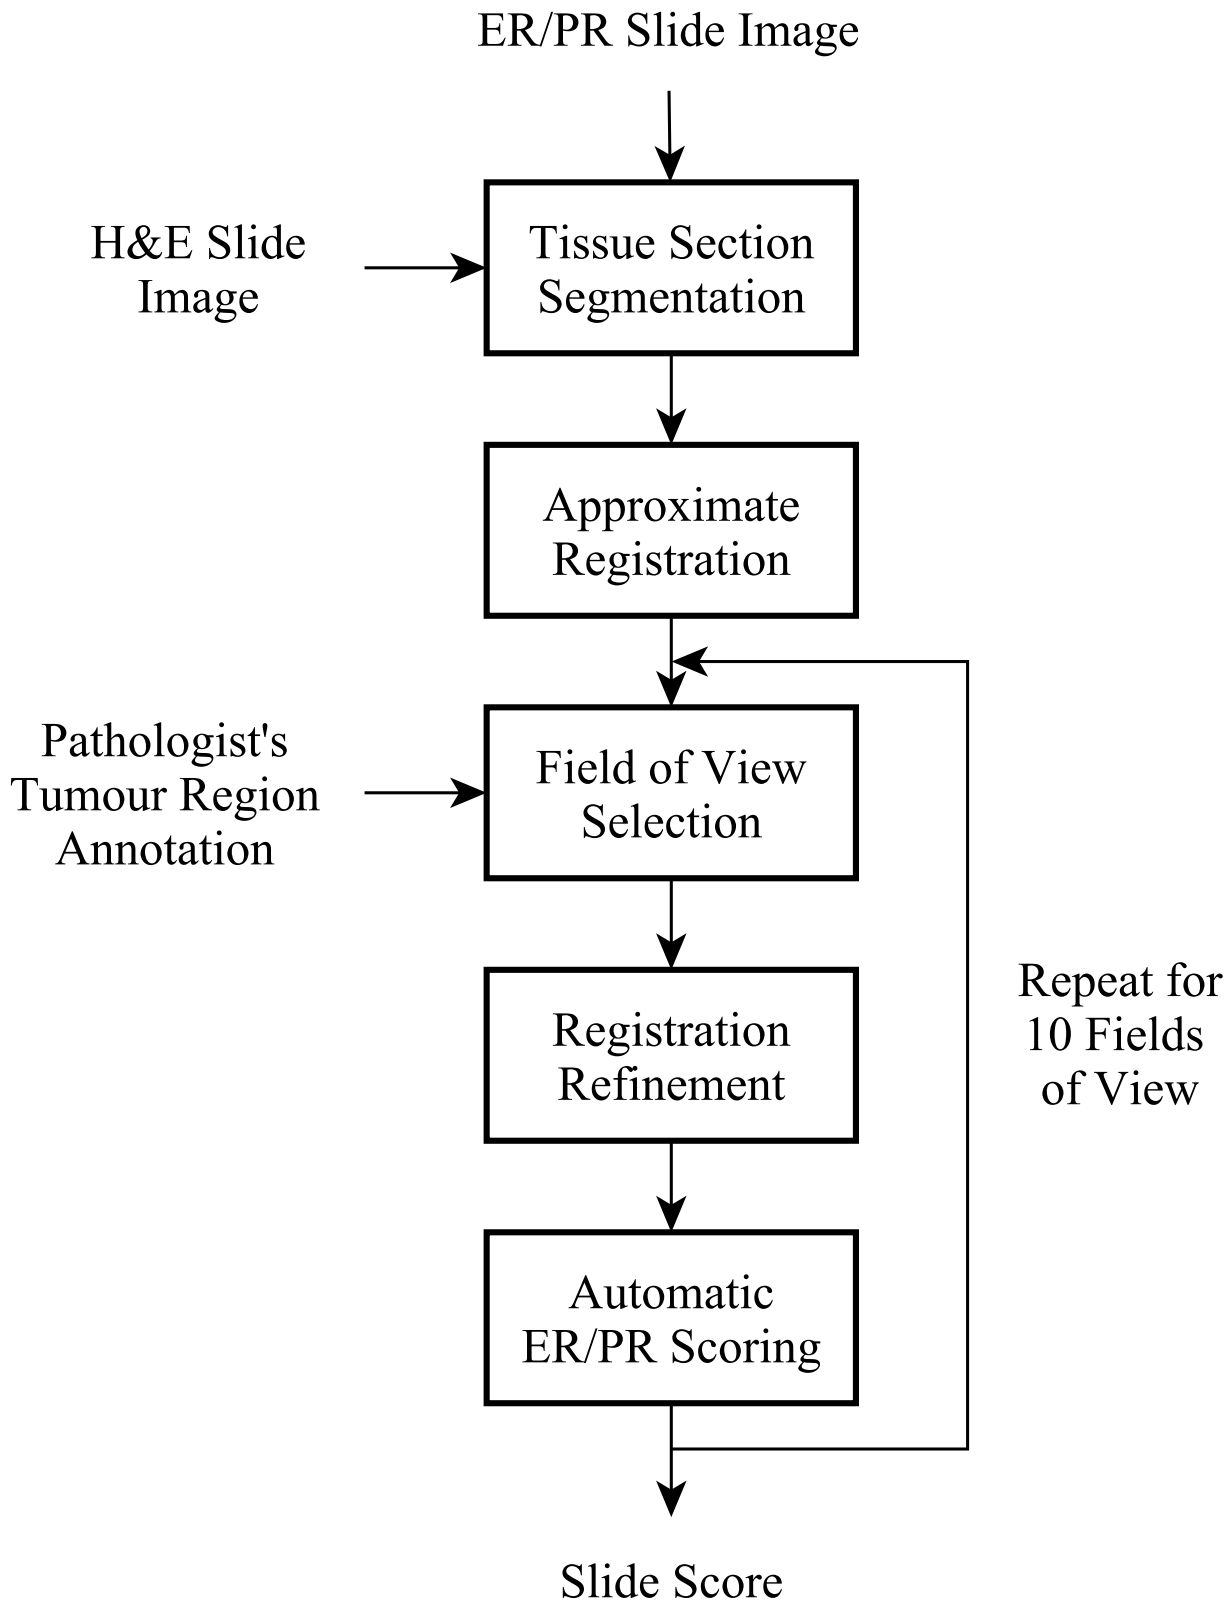 ER/PR Slide Image
H&E Slide
Image
Tissue Section
Segmentation
Approximate
Registration
Pathologist's
Tumour Region
Annotation
Field of View
Selection
Registration
Refinement
Repeat for
10 Fields
of View
Automatic
ER/PR Scoring
Slide Score